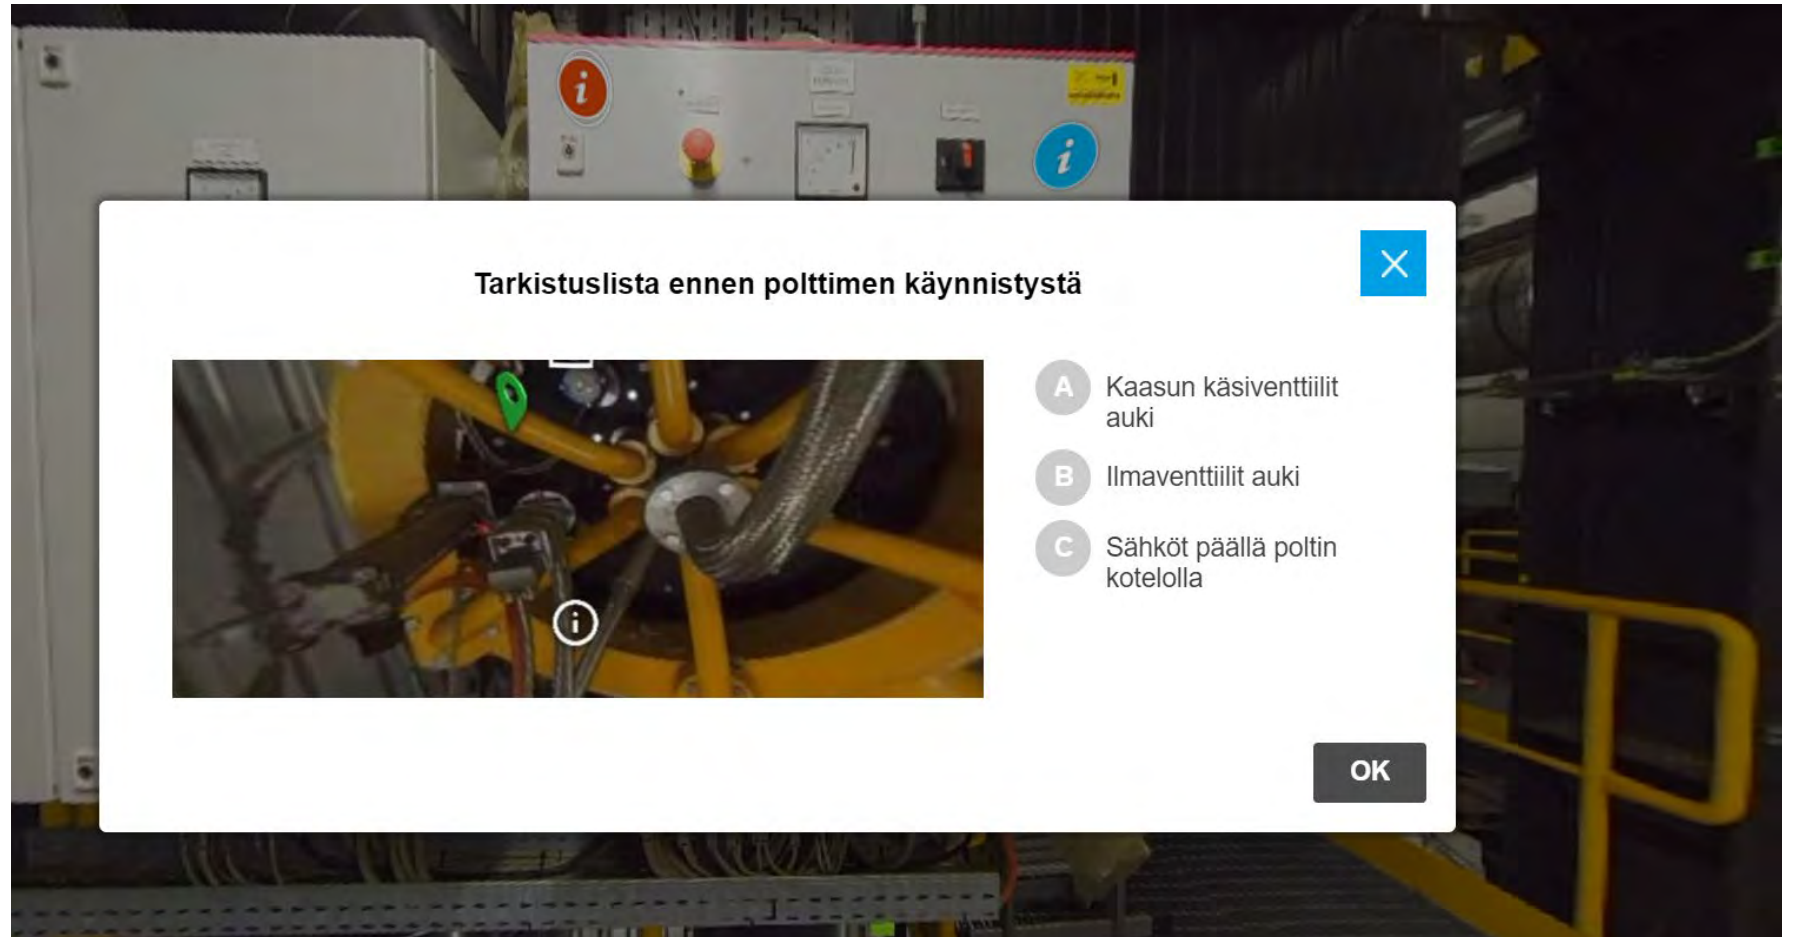 Tarkistuslista ennen polttimen käynnistystä
A Kaasun käsiventtiilit
auki
B Ilmaventtiilit auki
C Sähköt päällä poltin
kotelolla
OK